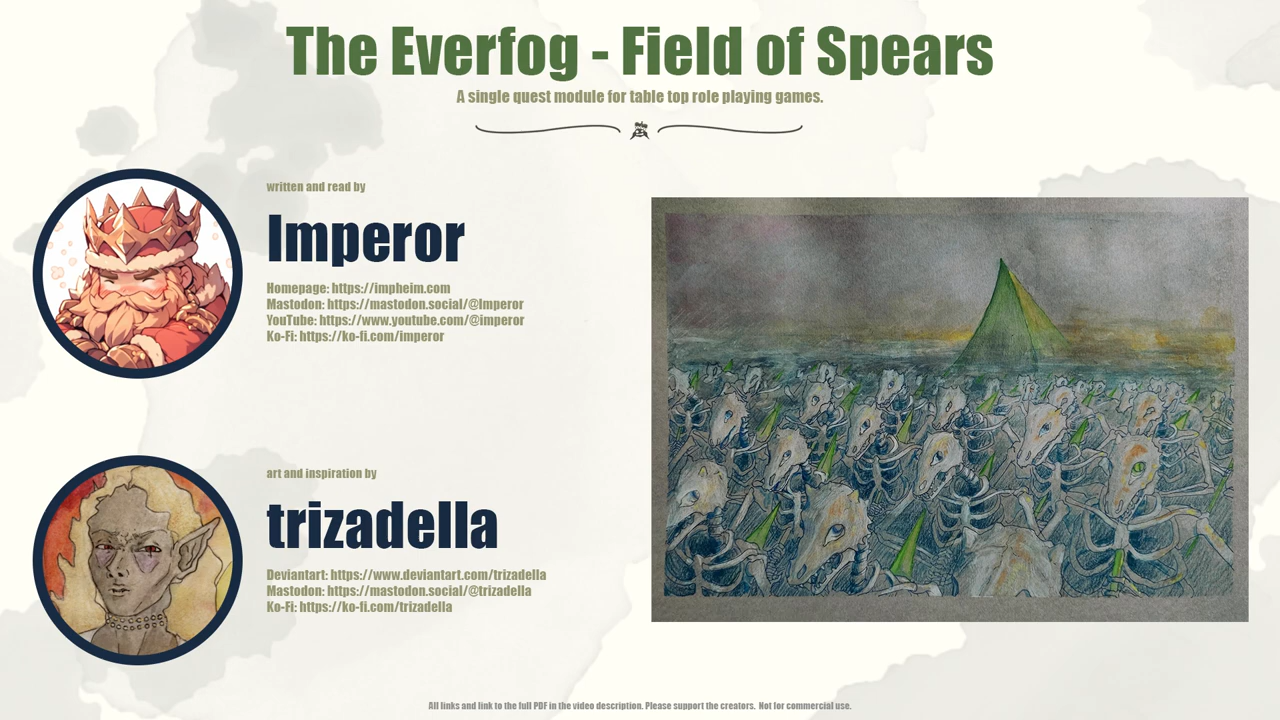 The Everfog - Field of Spears
A single quest module for table top role playing games.
written and read by
Imperor
Homepage: https://impheim.com
Mastodon: https://mastodon.social/@Imperor
YouTube: https://www.youtube.com/@imperor
Ko-Fi: https://ko-fi.com/imperor
art and inspiration by
trizadella
Deviantart: https://www.deviantart.com/trizadella
Mastodon: https://mastodon.social/@trizadella
Ko-Fi: https://ko-fi.com/trizadella
All links and link to the full PDF in the video description. Please support the creators. Not for commercial use.